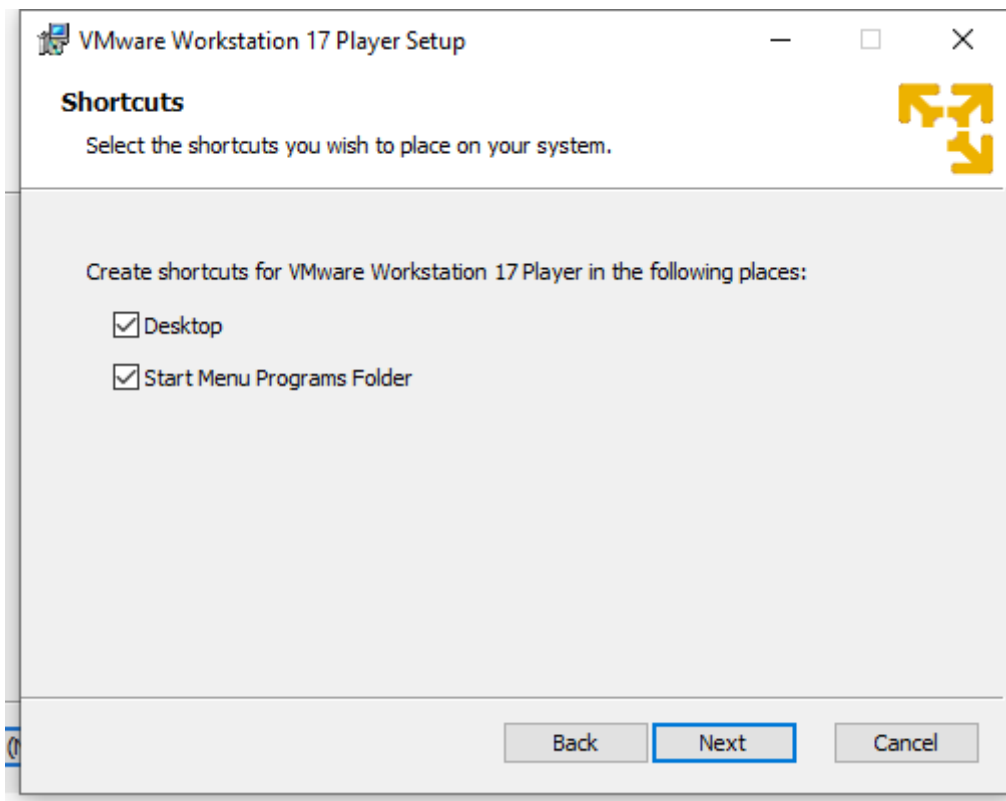 VMware Workstation 17 Player Setup
Shortcuts
Select the shortcuts you wish to place on your system.
Create shortcuts for VMware Workstation 17 Player in the following places:
Desktop
Start Menu Programs Folder
Back Next Cancel